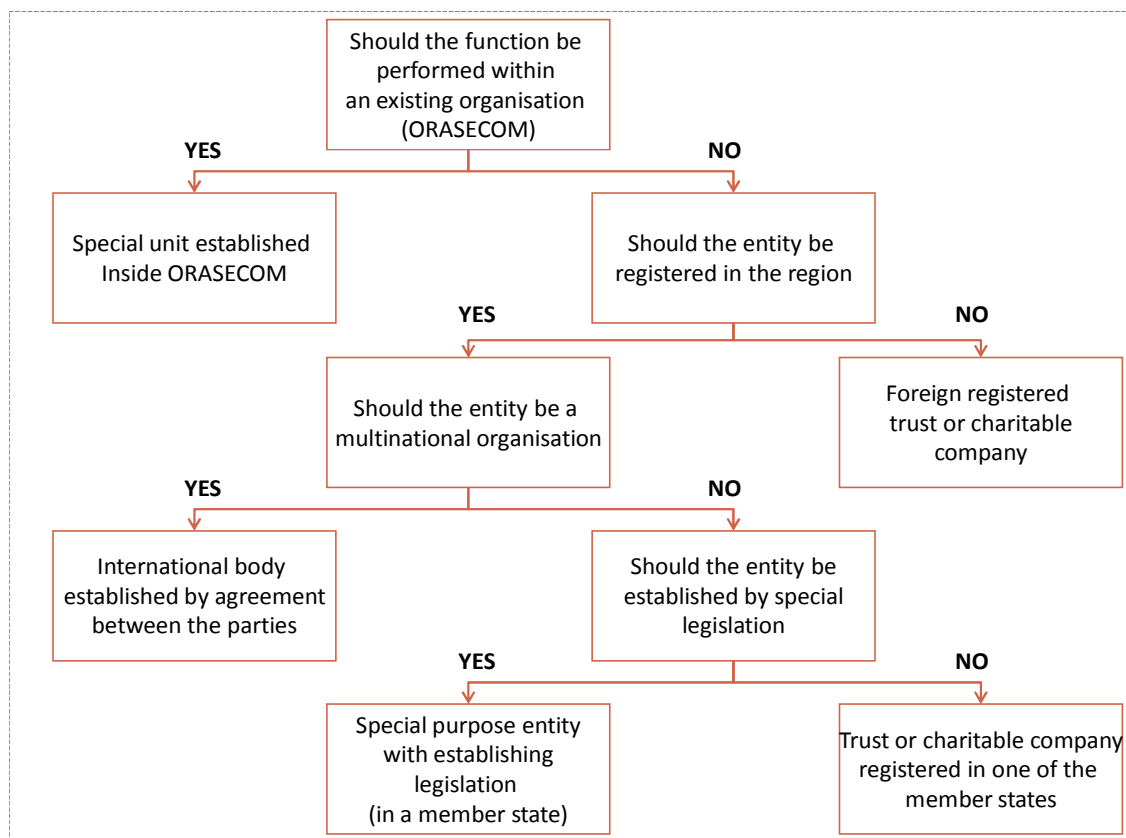 Should the function be
performed within
an existing organisation
(ORASECOM)
YES
NO
Special unit established
Inside ORASECOM
Should the entity be
registered in the region
YES
NO
Should the entity be a
multinational organisation
Foreign registered
trust or charitable
company
YES
NO
International body
established by agreement
between the parties
Should the entity be
established by special
legislation
YES
NO
Special purpose entity
with establishing
legislation
(in a member state)
Trust or charitable company
registered in one of the
member states